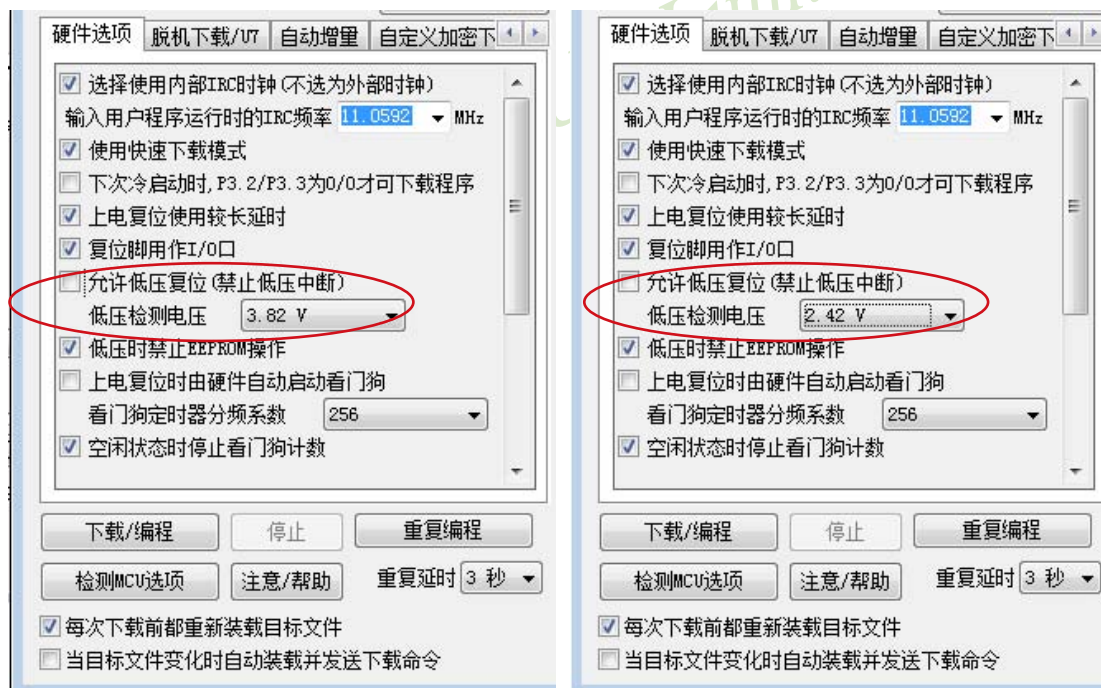 硬件选项 脱机下载/U7 自动增量 自定义加密下
选择使用内部IRC时钟(不选为外部时钟)
输入用户程序运行时的IRC频率 11.0592 MHz
使用快速下载模式
下次冷启动时,P3.2/P3.3为0/0才可下载程序
上电复位使用较长延时
复位脚用作I/O口
允许低压复位(禁止低压中断)
低压检测电压 3.82 V
低压时禁止EEPROM操作
上电复位时由硬件自动启动看门狗
看门狗定时器分频系数 256
空闲状态时停止看门狗计数
下载/编程 停止 重复编程
检测MCU选项 注意/帮助 重复延时 3 秒
每次下载前都重新装载目标文件
当目标文件变化时自动装载并发送下载命令
硬件选项 脱机下载/U7 自动增量 自定义加密下
选择使用内部IRC时钟(不选为外部时钟)
输入用户程序运行时的IRC频率 11.0592 MHz
使用快速下载模式
下次冷启动时,P3.2/P3.3为0/0才可下载程序
上电复位使用较长延时
复位脚用作I/O口
允许低压复位(禁止低压中断)
低压检测电压 2.42 V
低压时禁止EEPROM操作
上电复位时由硬件自动启动看门狗
看门狗定时器分频系数 256
空闲状态时停止看门狗计数
下载/编程 停止 重复编程
检测MCU选项 注意/帮助 重复延时 3 秒
每次下载前都重新装载目标文件
当目标文件变化时自动装载并发送下载命令